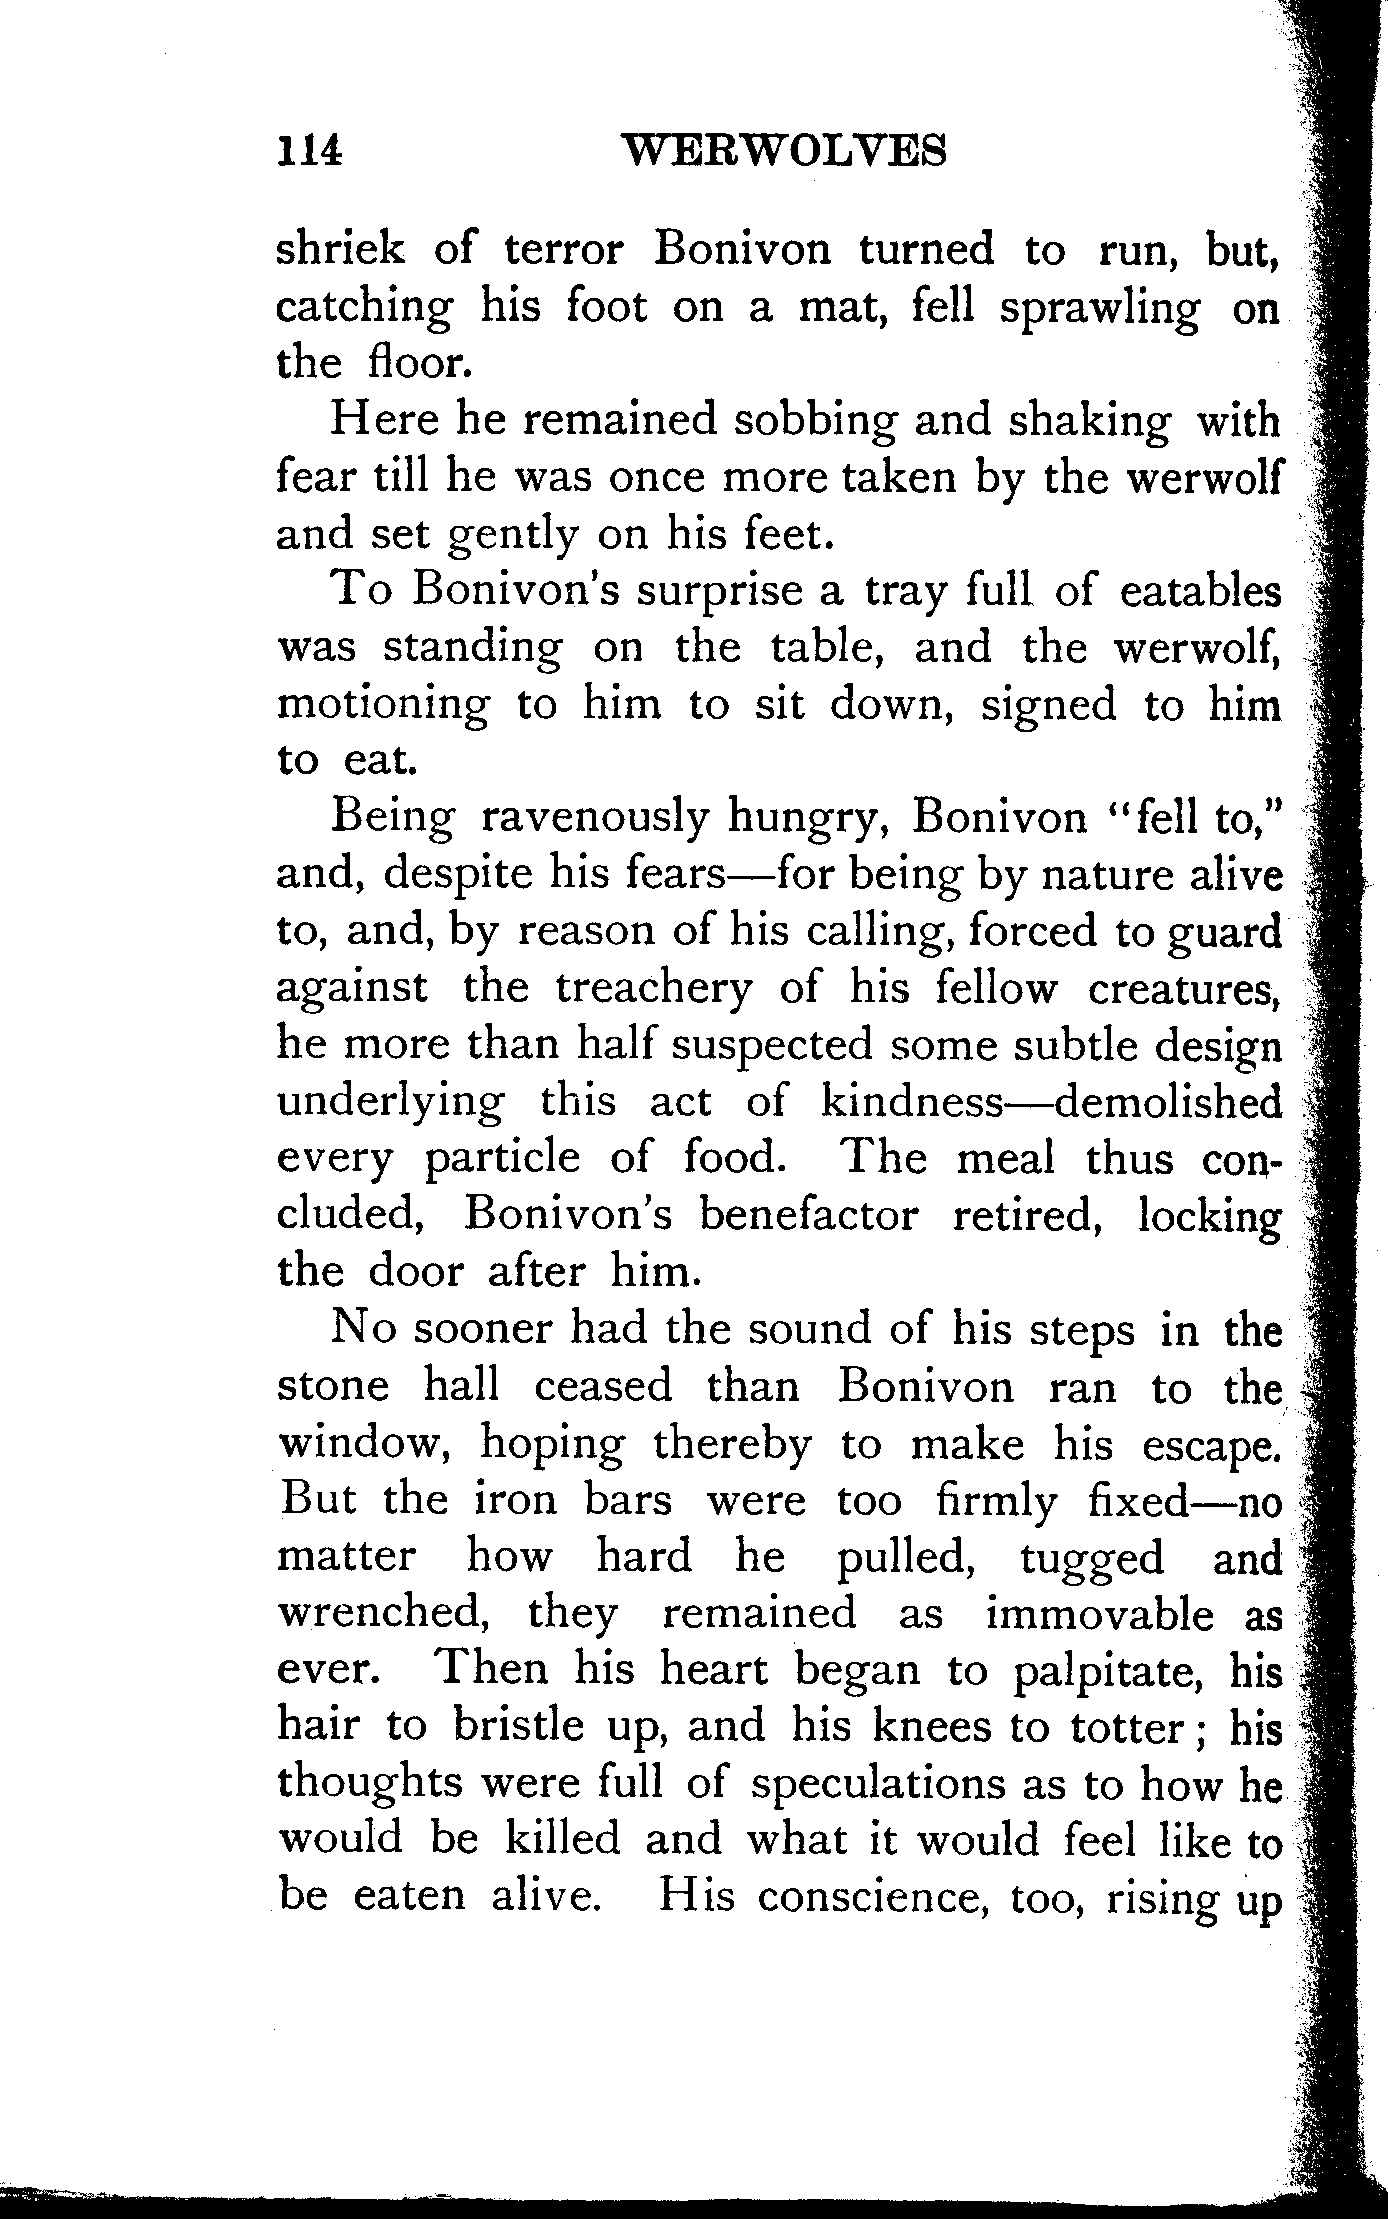 114 WERWOLVES
shriek of terror Bonivon turned to run, but,
catching his foot on a mat, fell sprawling on
the floor.
Here he remained sobbing and shaking with
fear till he was once more taken by the werwolf
and set gently on his feet.
To Bonivon's surprise a tray full of eatables
was standing on the table, and the werwolf,
motioning to him to sit down, signed to him
to eat.
Being ravenously hungry, Bonivon "fell to,"
and, despite his fears—for being by nature alive
to, and, by reason of his calling, forced to guard
against the treachery of his fellow creatures,
he more than half suspected some subtle design
underlying this act of kindness—demolished
every particle of food. The meal thus con-
cluded, Bonivon's benefactor retired, locking
the door after him.
No sooner had the sound of his steps in the
stone hall ceased than Bonivon ran to the
window, hoping thereby to make his escape.
But the iron bars were too firmly fixed—no
matter how hard he pulled, tugged and
wrenched, they remained as immovable as
ever. Then his heart began to palpitate, his
hair to bristle up, and his knees to totter; his
thoughts were full of speculations as to how he
would be killed and what it would feel like to
be eaten alive. His conscience, too, rising up